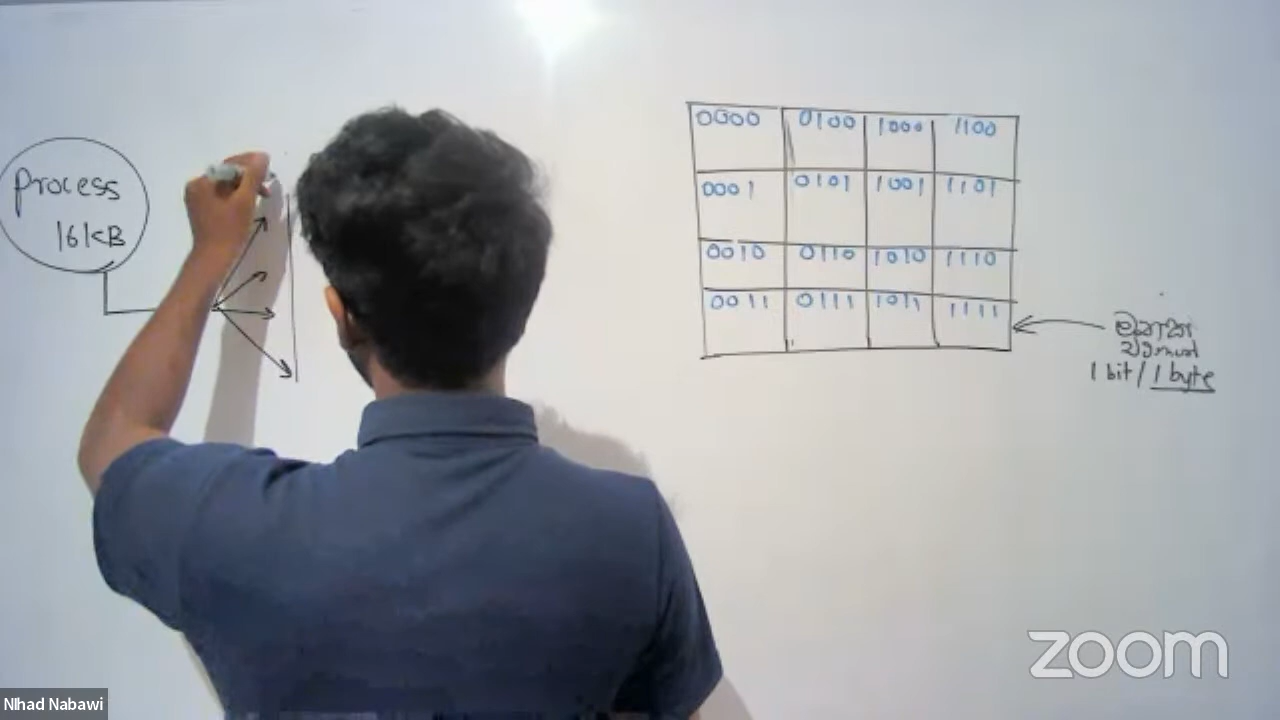 Process
16KB
0000 0100 1000 1100
0001 0101 1001 1101
0010 0110 1010 1110
0011 0111 1011 1111
මතක
1 bit / 1 byte
zoom
NIhad Nabawi